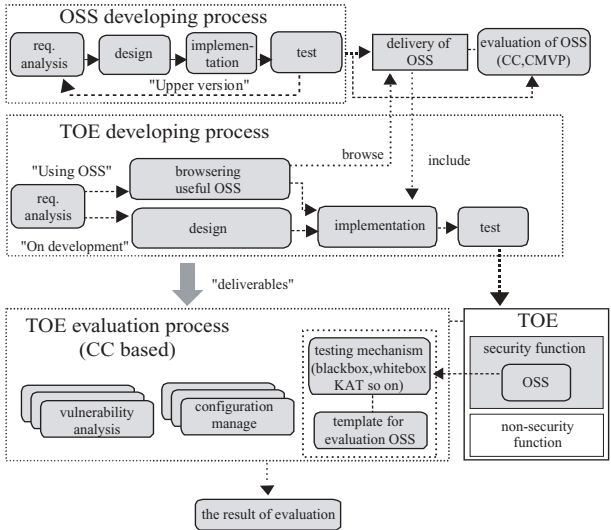 OSS developing process
req.
analysis
design
implemen-
tation
test
"Upper version"
delivery of
OSS
evaluation of OSS
(CC,CMVP)
TOE developing process
browse
include
"Using OSS"
browsering
useful OSS
req.
analysis
"On development"
design
implementation
test
"deliverables"
TOE evaluation process
(CC based)
testing mechanism
(blackbox,whitebox
KAT so on)
template for
evaluation OSS
vulnerability
analysis
configuration
manage
TOE
security function
OSS
non-security
function
the result of evaluation